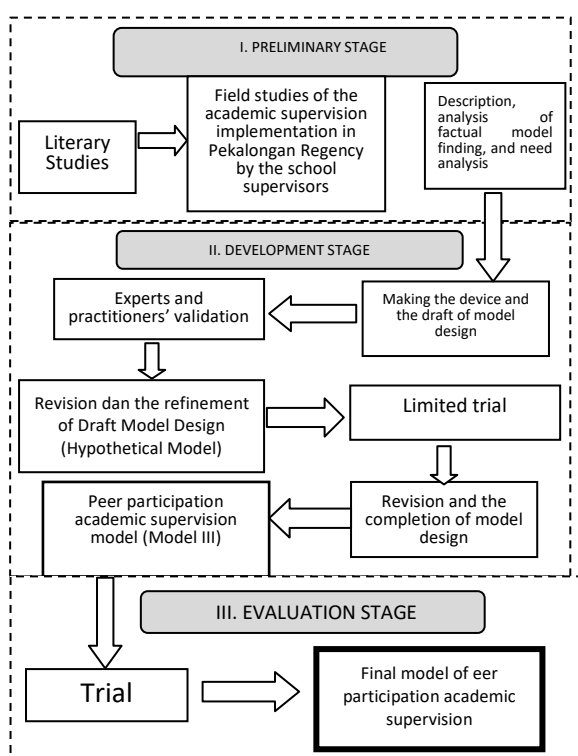 I. PRELIMINARY STAGE
Literary
Studies
Field studies of the
academic supervision
implementation in
Pekalongan Regency
by the school
supervisors
Description,
analysis of
factual model
finding, and need
analysis
II. DEVELOPMENT STAGE
Experts and
practitioners’ validation
Making the device and
the draft of model
design
Revision dan the refinement
of Draft Model Design
(Hypothetical Model)
Limited trial
Peer participation
academic supervision
model (Model III)
Revision and the
completion of model
design
III. EVALUATION STAGE
Trial
Final model of eer
participation academic
supervision